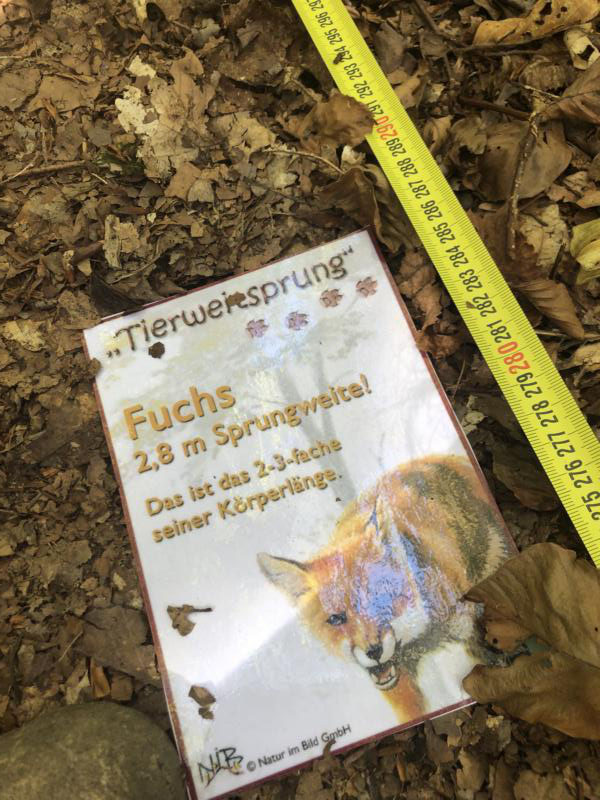 „Tierweitsprung“
Fuchs
2,8 m Sprungweite!
Das ist das 2-3-fache
seiner Körperlänge.
NiB © Natur im Bild GmbH
296 295 294 293 292 291 290 289 288 287 286 285 284 283 282 281 280 279 278 277 276 275